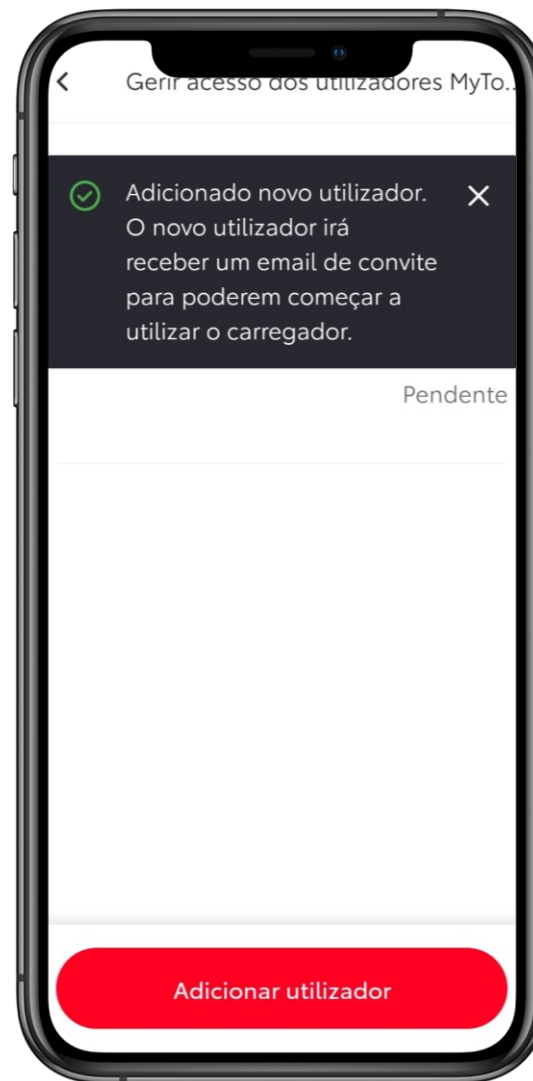 Gerir acesso dos utilizadores MyTo..
Adicionado novo utilizador.
O novo utilizador irá
receber um email de convite
para poderem começar a
utilizar o carregador.
Pendente
Adicionar utilizador